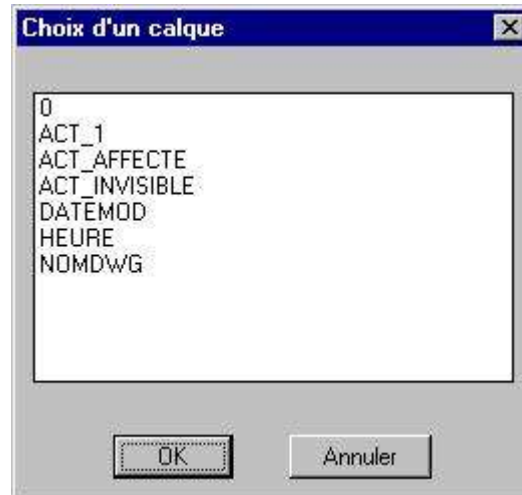 Choix d'un calque
0
ACT_1
ACT_AFFECTE
ACT_INVISIBLE
DATEMOD
HEURE
NOMDWG
OK
Annuler